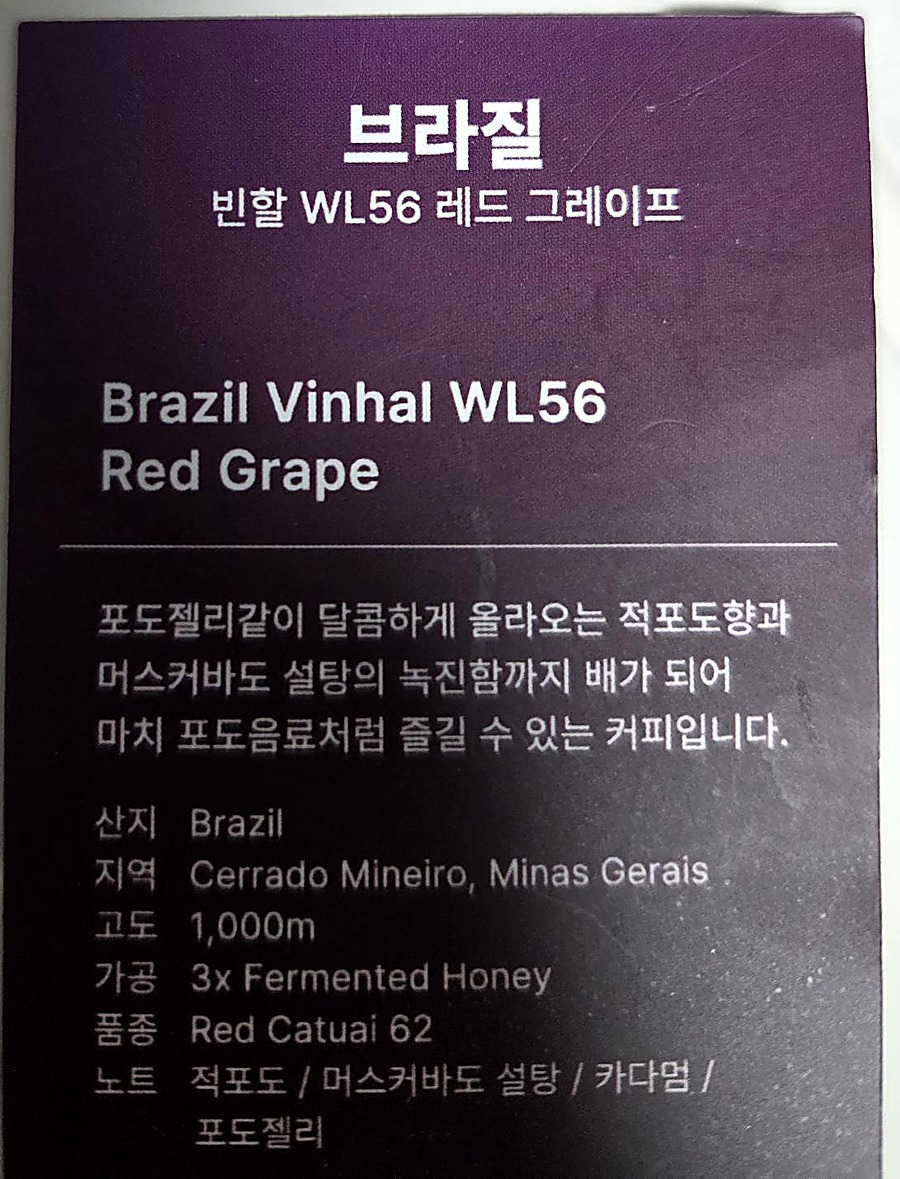 브라질
빈할 WL56 레드 그레이프
Brazil Vinhal WL56
Red Grape
포도젤리같이 달콤하게 올라오는 적포도향과
머스커바도 설탕의 녹진함까지 배가 되어
마치 포도음료처럼 즐길 수 있는 커피입니다.
산지 Brazil
지역 Cerrado Mineiro, Minas Gerais
고도 1,000m
가공 3x Fermented Honey
품종 Red Catuai 62
노트 적포도 / 머스커바도 설탕 / 카다멈 /
포도젤리